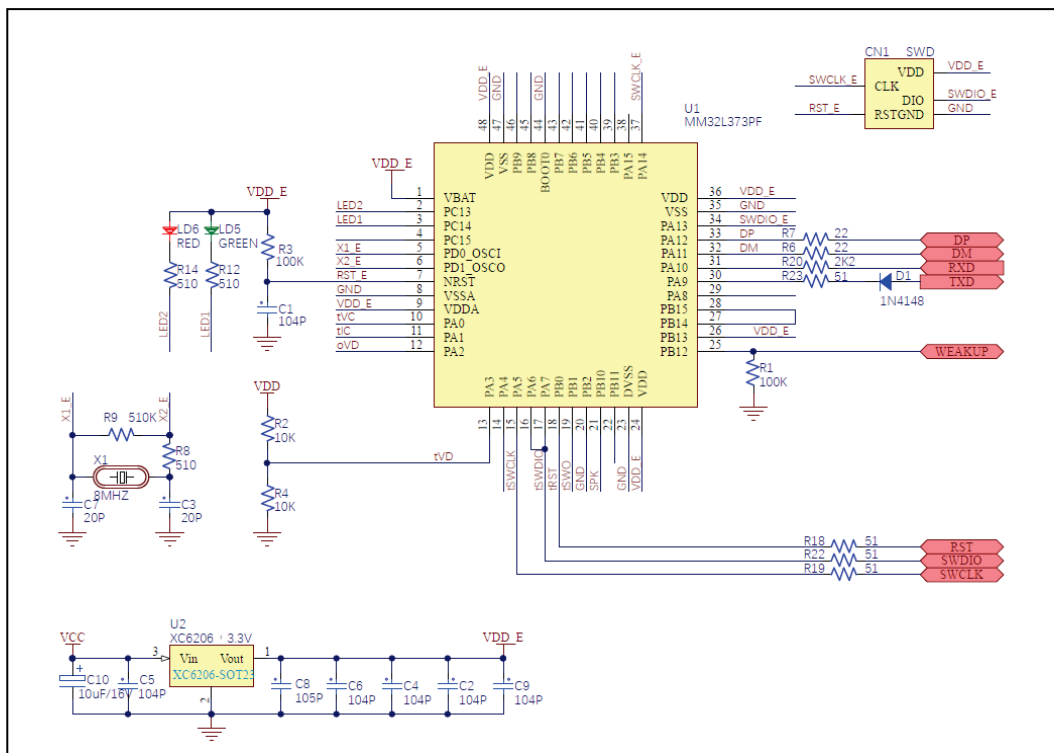 CN1 SWD
VDD VDD_E
SWCLK_E CLK
DIO SWDIO_E
RST_E RSTGND GND
U1
MM32L373PF
VDD_E GND GND SWCLK_E
48 47 46 45 44 43 42 41 40 39 38 37
VDD VSS PB9 PB8 BOOT0 PB7 PB6 PB5 PB4 PB3 PA15 PA14
VDD_E
1 VBAT
LED2 2 PC13
LED1 3 PC14
4 PC15
X1_E 5 PD0_OSCI
X2_E 6 PD1_OSCO
RST_E 7 NRST
GND 8 VSSA
VDD_E 9 VDDA
tVC 10 PA0
tIC 11 PA1
oVD 12 PA2
VDD 36 VDD_E
VSS 35 GND
PA13 34 SWDIO_E
PA12 33 DP R7 22 DP
PA11 32 DM R6 22 DM
PA10 31 R20 2K2 RXD
PA9 30 R23 51 D1 TXD
1N4148
PA8 29
PB15 28
PB14 27
PB13 26 VDD_E
PB12 25 WEAKUP
R1
100K
PA3 PA4 PA5 PA6 PA7 PB0 PB1 PB2 PB10 PB11 DVSS VDD
13 14 15 16 17 18 19 20 21 22 23 24
tSWCLK tSWDIO tRST tSWO GND SPK GND VDD_E
VDD_E
LD6
RED
LD5
GREEN
R3
100K
R14
510
R12
510
C1
104P
LED2 LED1
X1_E X2_E
R9 510K
R8
510
X1
8MHZ
C7
20P
C3
20P
VDD
R2
10K
tVD
R4
10K
R18 51 RST
R22 51 SWDIO
R19 51 SWCLK
U2
XC6206 3.3V
VCC VDD_E
3 Vin Vout 1
XC6206-SOT23
2
C10
10uF/16V
C5
104P
C8
105P
C6
104P
C4
104P
C2
104P
C9
104P